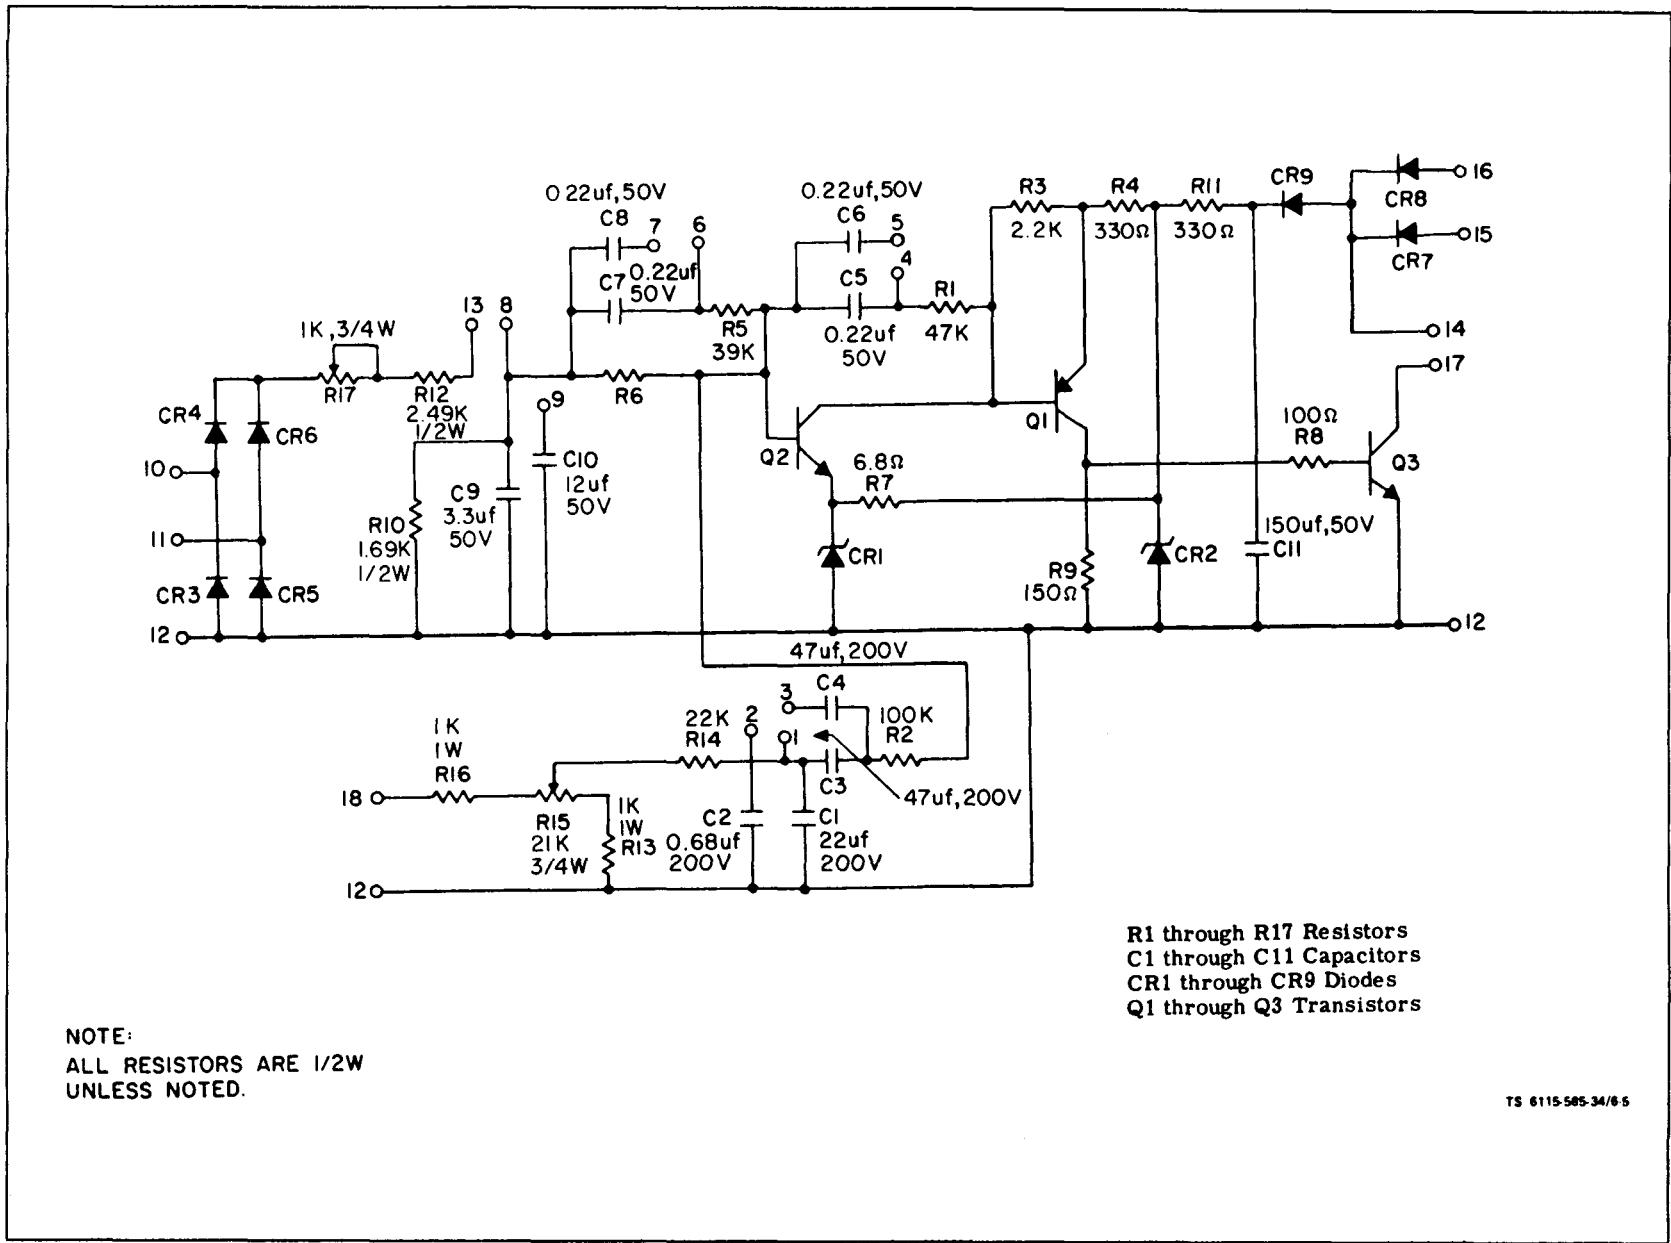 0.22uf,50V
C8
7
6
0.22uf
C7
50V
0.22uf,50V
C6
5
4
C5
0.22uf
50V
R1
47K
R3
2.2K
R4
330Ω
R11
330Ω
CR9
16
CR8
15
CR7
14
17
13 8
1K,3/4W
R17
R12
2.49K
1/2W
R5
39K
R6
9
CR4
CR6
10
C10
12uf
50V
C9
3.3uf
50V
R10
1.69K
1/2W
11
CR3
CR5
12
Q2
6.8Ω
R7
CR1
Q1
100Ω
R8
Q3
R9
150Ω
CR2
150uf,50V
C11
12
47uf,200V
C4
3
2
1
22K
R14
100K
R2
C3
47uf,200V
1K
1W
R16
18
R15
21K
3/4W
1K
1W
R13
C2
0.68uf
200V
C1
22uf
200V
12
R1 through R17 Resistors
C1 through C11 Capacitors
CR1 through CR9 Diodes
Q1 through Q3 Transistors
NOTE:
ALL RESISTORS ARE 1/2W
UNLESS NOTED.
TS 6115-585-34/6-5